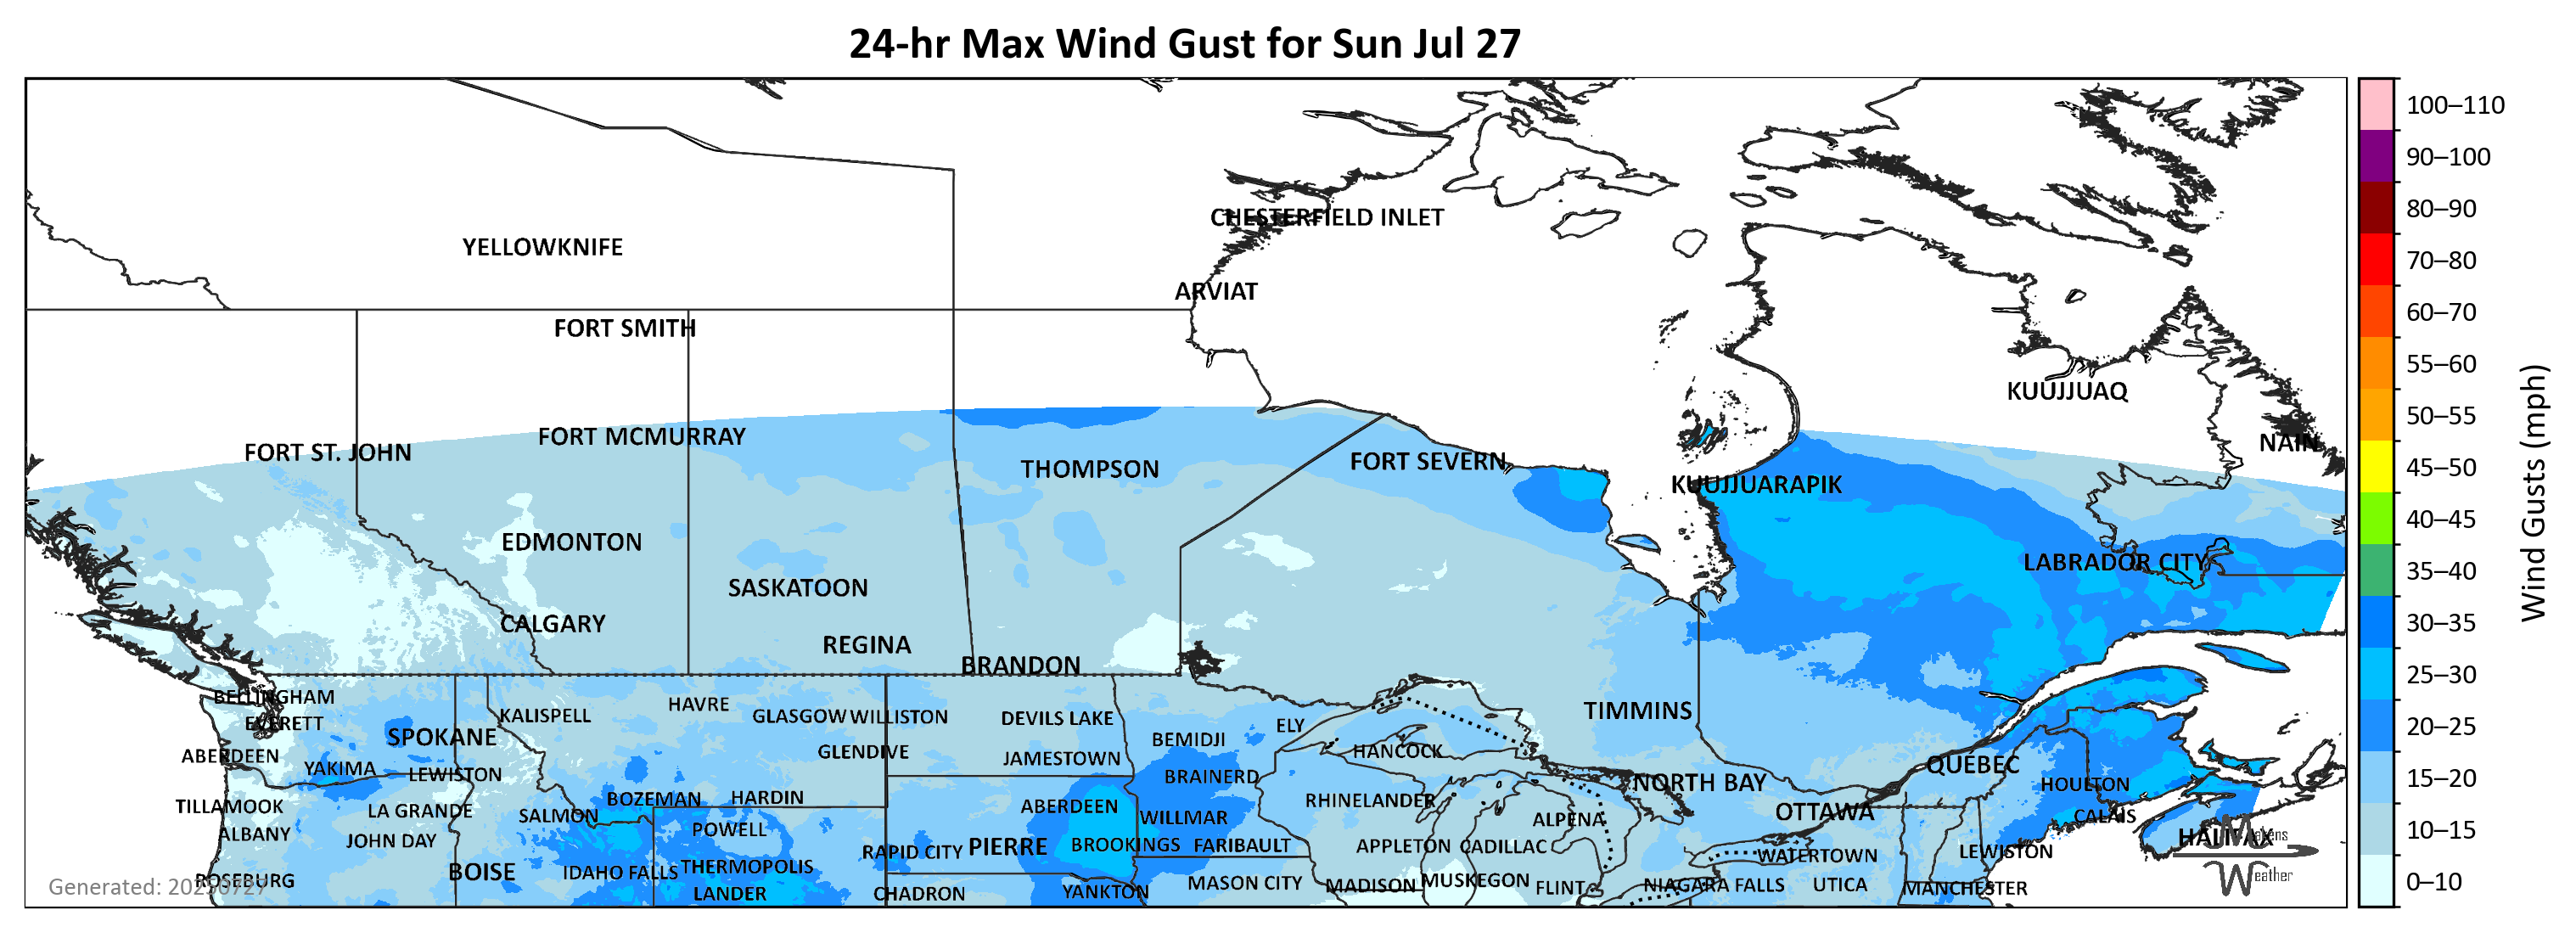 24-hr Max Wind Gust for Sun Jul 27
100–110
90–100
80–90
70–80
60–70
55–60
50–55
45–50
40–45
35–40
30–35
25–30
20–25
15–20
10–15
0–10
Wind Gusts (mph)
CHESTERFIELD INLET
YELLOWKNIFE
ARVIAT
FORT SMITH
KUUJJUAQ
FORT MCMURRAY
NAIN
FORT ST. JOHN
FORT SEVERN
THOMPSON
KUUJJUARAPIK
EDMONTON
LABRADOR CITY
SASKATOON
CALGARY
REGINA
BRANDON
BELLINGHAM
HAVRE
TIMMINS
KALISPELL
GLASGOW
WILLISTON
DEVILS LAKE
EVERETT
ELY
SPOKANE
BEMIDJI
GLENDIVE
HANCOCK
ABERDEEN
JAMESTOWN
QUEBEC
YAKIMA
LEWISTON
BRAINERD
NORTH BAY
HOULTON
BOZEMAN
HARDIN
RHINELANDER
TILLAMOOK
ABERDEEN
LA GRANDE
OTTAWA
SALMON
WILLMAR
ALPENA
CALAIS
POWELL
ALBANY
HALIFAX
Weather
JOHN DAY
BROOKINGS
FARIBAULT
PIERRE
APPLETON
CADILLAC
RAPID CITY
LEWISTON
WATERTOWN
THERMOPOLIS
BOISE
IDAHO FALLS
ROSEBURG
MUSKEGON
MASON CITY
MADISON
NIAGARA FALLS
UTICA
Generated: 20250727
FLINT
MANCHESTER
YANKTON
LANDER
CHADRON